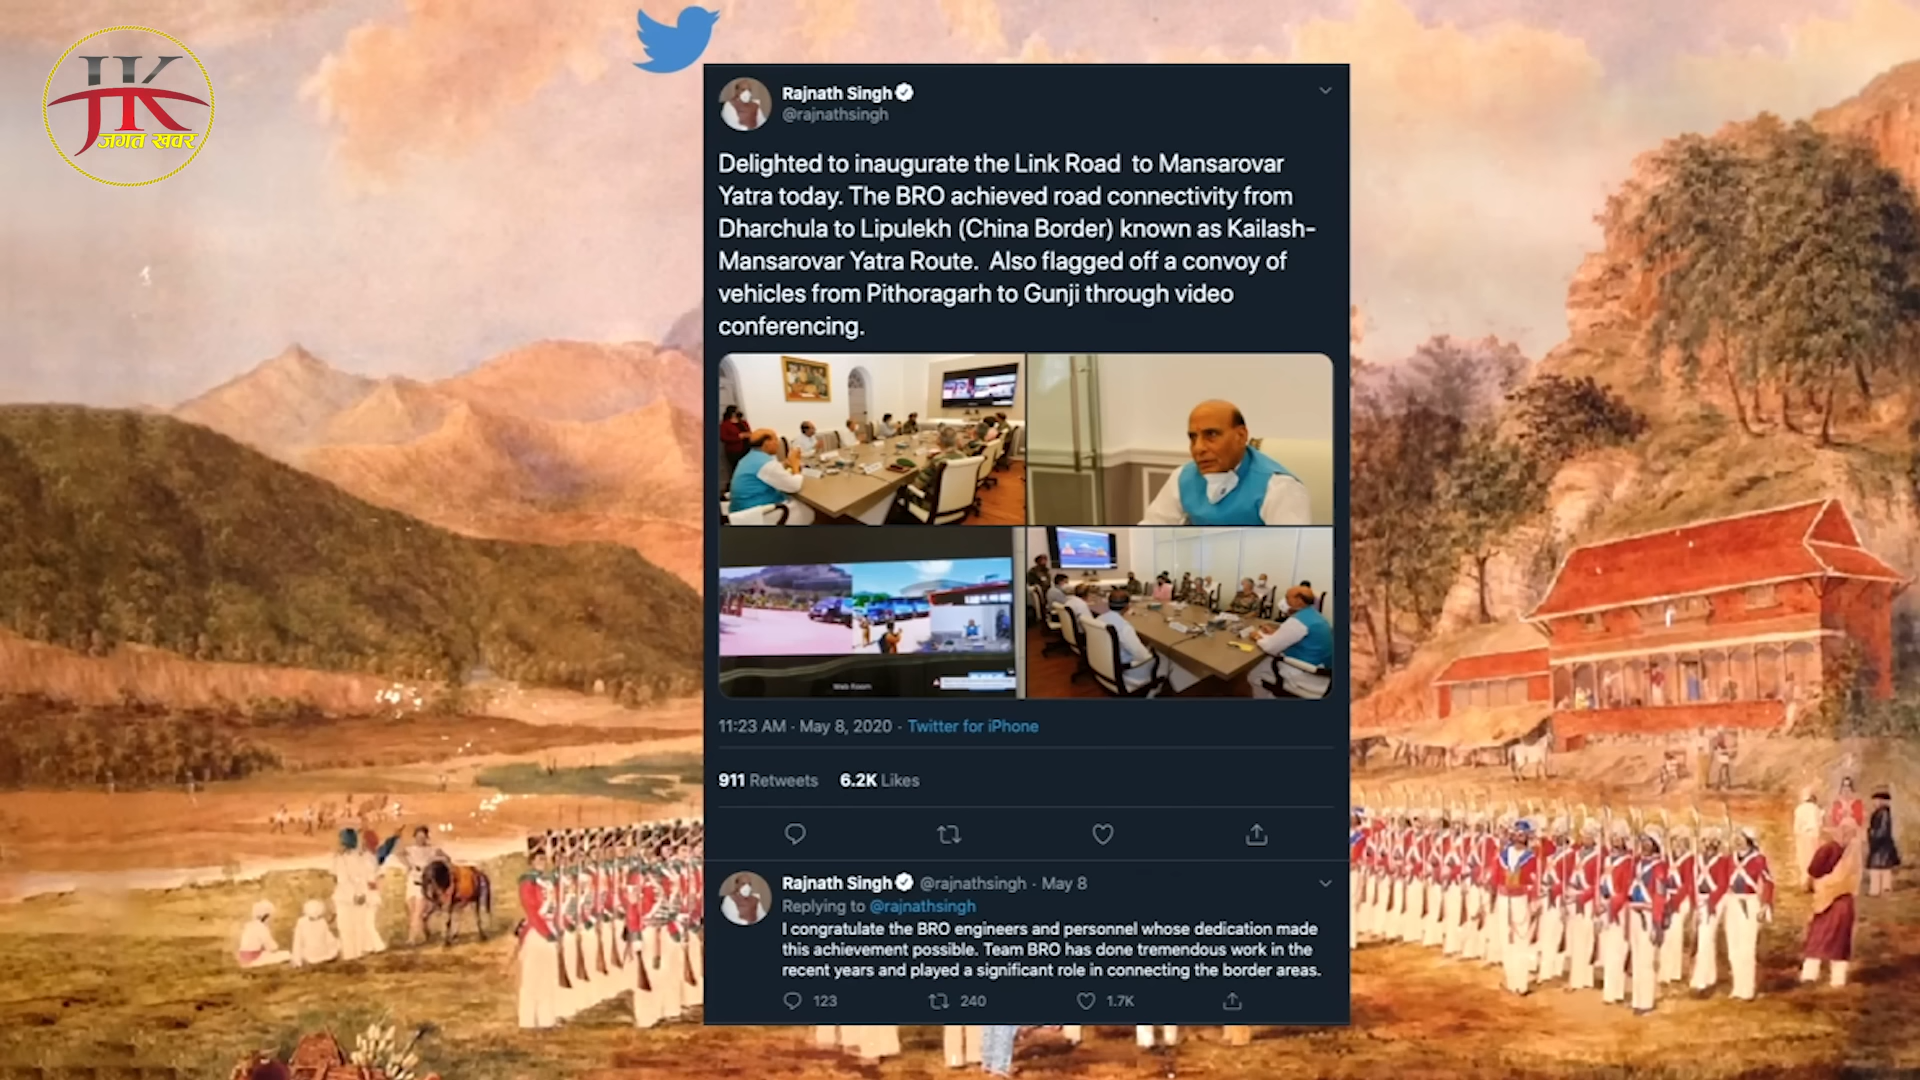 JK
जगत खबर
Rajnath Singh
@rajnathsingh
Delighted to inaugurate the Link Road to Mansarovar
Yatra today. The BRO achieved road connectivity from
Dharchula to Lipulekh (China Border) known as Kailash-
Mansarovar Yatra Route. Also flagged off a convoy of
vehicles from Pithoragarh to Gunji through video
conferencing.
Web Room
11:23 AM · May 8, 2020 · Twitter for iPhone
911 Retweets 6.2K Likes
Rajnath Singh @rajnathsingh · May 8
Replying to @rajnathsingh
I congratulate the BRO engineers and personnel whose dedication made
this achievement possible. Team BRO has done tremendous work in the
recent years and played a significant role in connecting the border areas.
123 240 1.7K